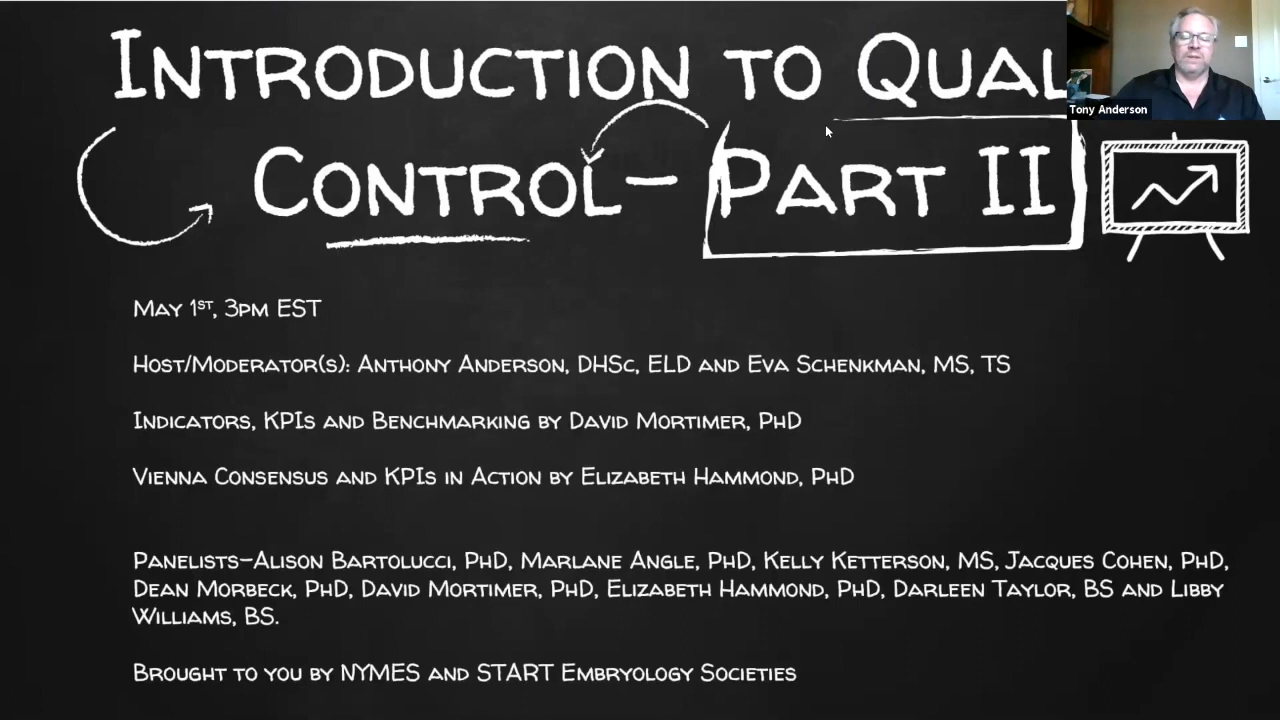 Introduction to Qual
Tony Anderson
Control- Part II
May 1st, 3pm EST
Host/Moderator(s): Anthony Anderson, DHSc, ELD and Eva Schenkman, MS, TS
Indicators, KPIs and Benchmarking by David Mortimer, PhD
Vienna Consensus and KPIs in Action by Elizabeth Hammond, PhD
Panelists-Alison Bartolucci, PhD, Marlane Angle, PhD, Kelly Ketterson, MS, Jacques Cohen, PhD,
Dean Morbeck, PhD, David Mortimer, PhD, Elizabeth Hammond, PhD, Darleen Taylor, BS and Libby
Williams, BS.
Brought to you by NYMES and START Embryology Societies